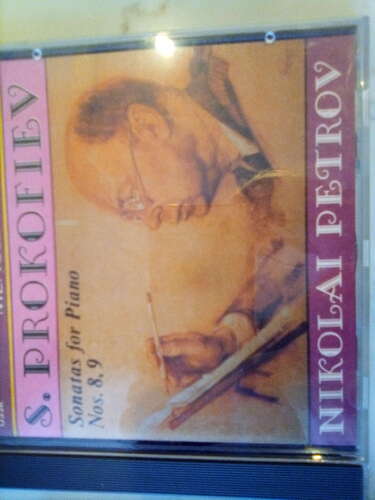 S. PROKOFIEV
Sonatas for Piano
Nos. 8, 9
NIKOLAI PETROV